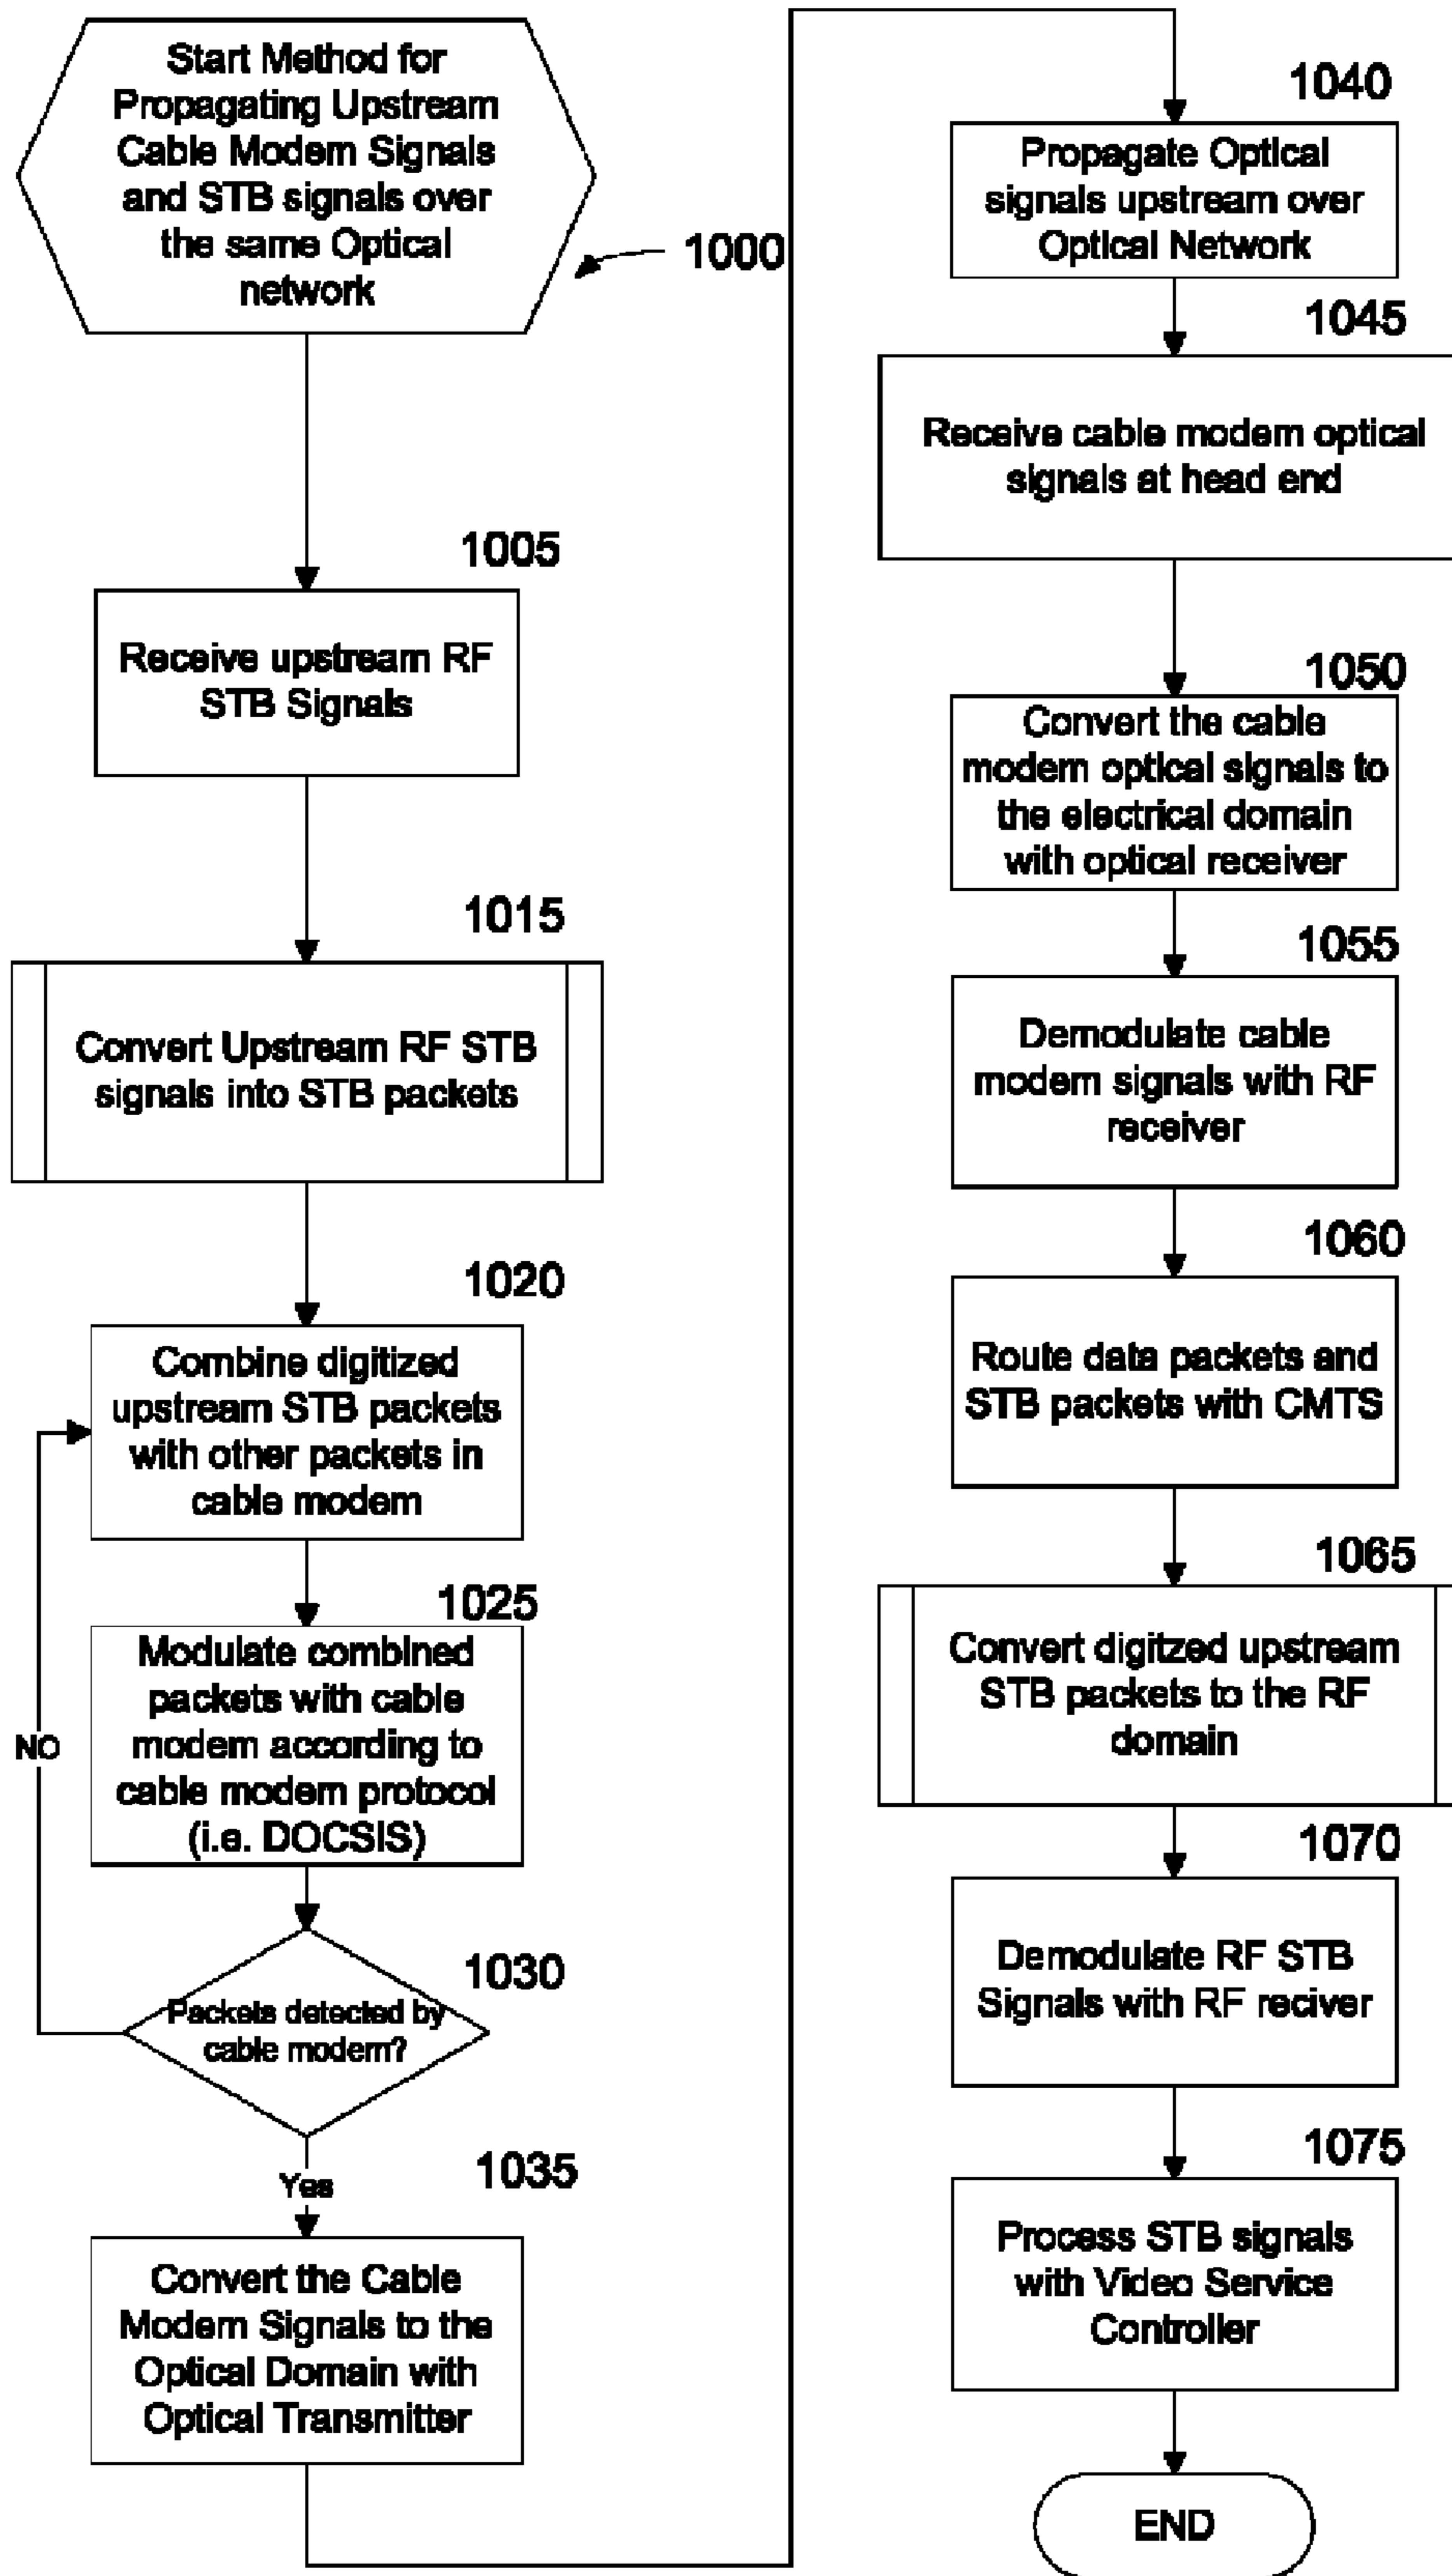 Start Method for
Propagating Upstream
Cable Modem Signals
and STB signals over
the same Optical
network
1000
1005
Receive upstream RF
STB Signals
1015
Convert Upstream RF STB
signals into STB packets
1020
Combine digitized
upstream STB packets
with other packets in
cable modem
1025
Modulate combined
packets with cable
modem according to
cable modem protocol
(i.e. DOCSIS)
NO
1030
Packets detected by
cable modem?
Yes
1035
Convert the Cable
Modem Signals to the
Optical Domain with
Optical Transmitter
1040
Propagate Optical
signals upstream over
Optical Network
1045
Receive cable modem optical
signals at head end
1050
Convert the cable
modem optical signals to
the electrical domain
with optical receiver
1055
Demodulate cable
modem signals with RF
receiver
1060
Route data packets and
STB packets with CMTS
1065
Convert digitzed upstream
STB packets to the RF
domain
1070
Demodulate RF STB
Signals with RF reciver
1075
Process STB signals
with Video Service
Controller
END